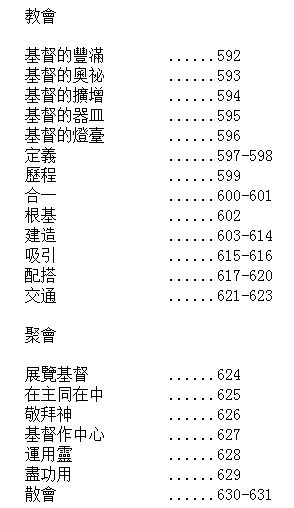 教會
基督的豐滿 ......592
基督的奧祕 ......593
基督的擴增 ......594
基督的器皿 ......595
基督的燈臺 ......596
定義 ......597-598
歷程 ......599
合一 ......600-601
根基 ......602
建造 ......603-614
吸引 ......615-616
配搭 ......617-620
交通 ......621-623
聚會
展覽基督 ......624
在主同在中 ......625
敬拜神 ......626
基督作中心 ......627
運用靈 ......628
盡功用 ......629
散會 ......630-631